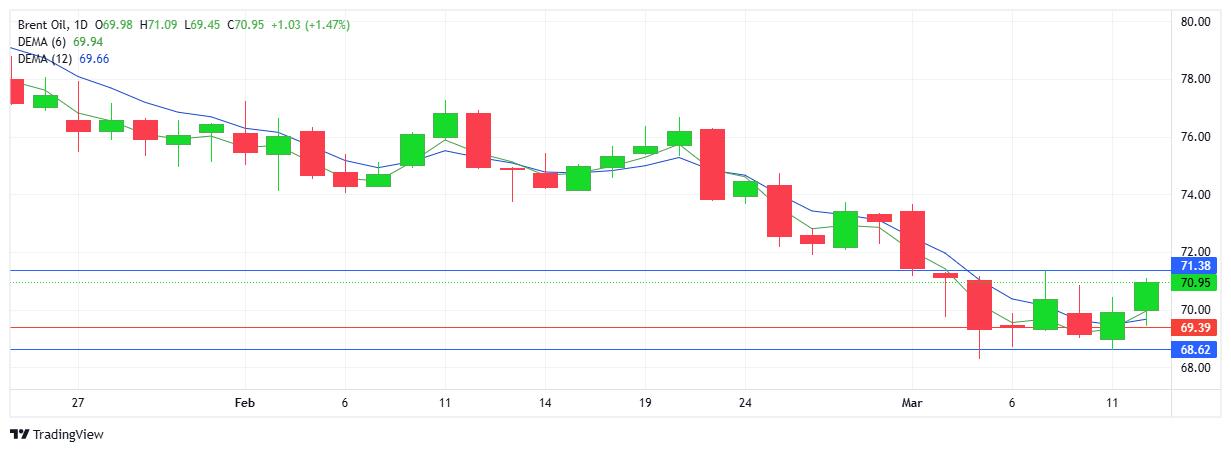 Brent Oil, 1D O69.98 H71.09 L69.45 C70.95 +1.03 (+1.47%)
DEMA (6) 69.94
DEMA (12) 69.66
80.00
78.00
76.00
74.00
72.00
71.38
70.95
70.00
69.39
68.62
68.00
27 Feb 6 11 14 19 24 Mar 6 11
TradingView